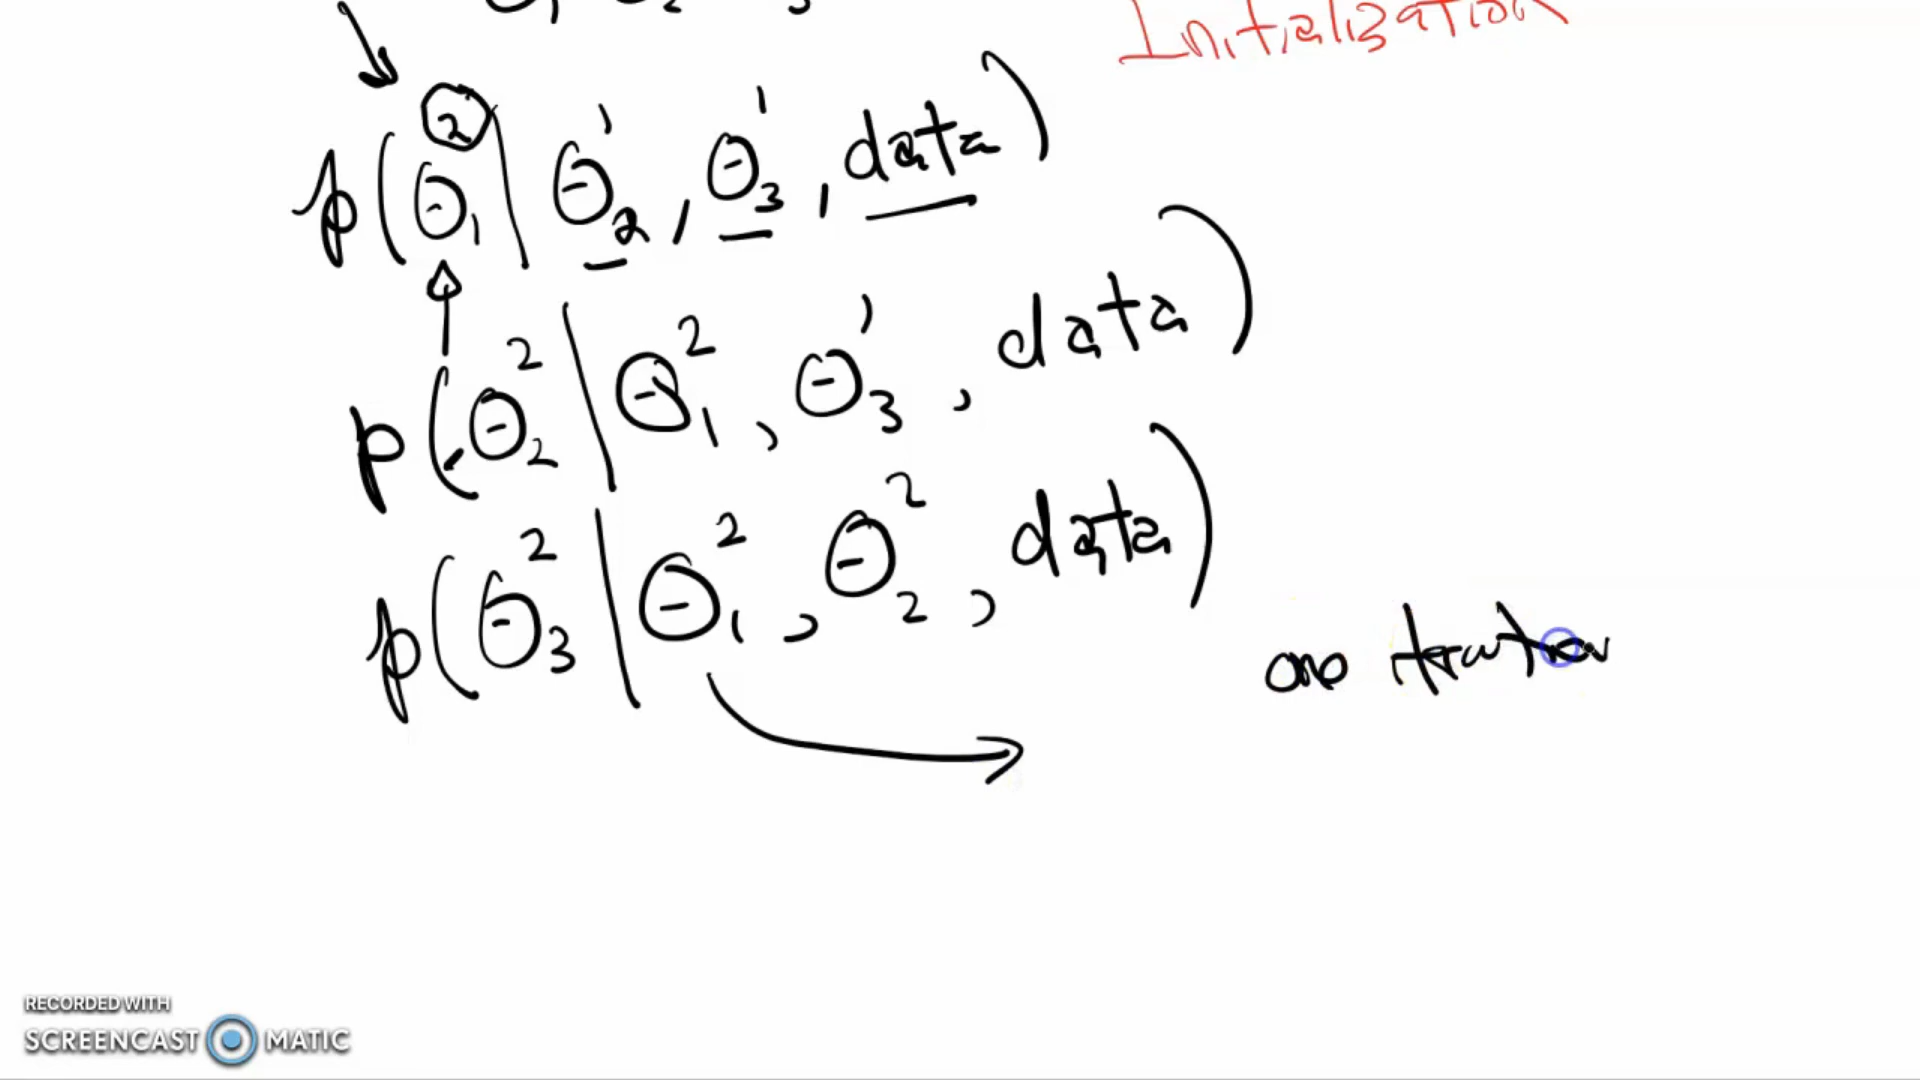 Initialization
p(θ₁² | θ₂¹, θ₃¹, data)
p(θ₂² | θ₁², θ₃¹, data)
p(θ₃² | θ₁², θ₂², data)
one iteration
RECORDED WITH
SCREENCAST MATIC